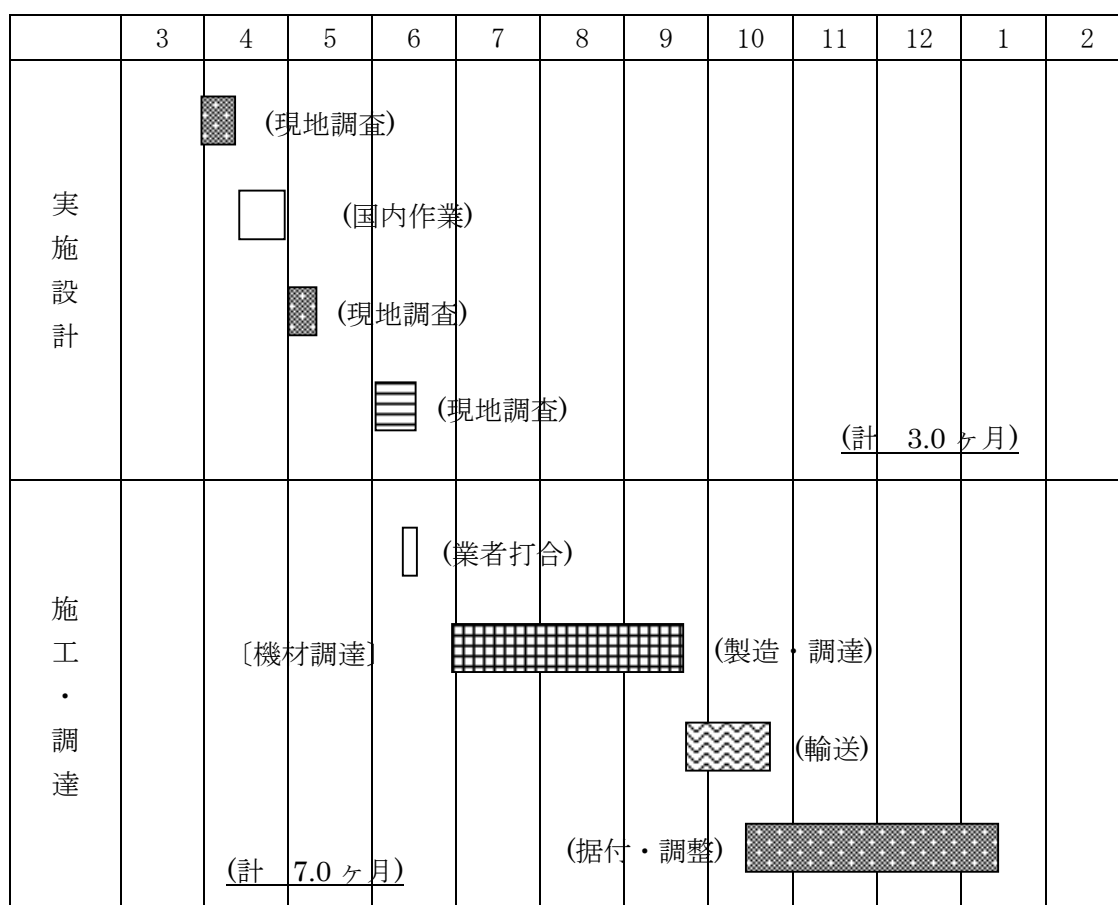 3 4 5 6 7 8 9 10 11 12 1 2
実施設計
(現地調査)
(国内作業)
(現地調査)
(現地調査)
(計 3.0 ヶ月)
施工・調達
(業者打合)
〔機材調達〕 (製造・調達)
(輸送)
(据付・調整)
(計 7.0 ヶ月)